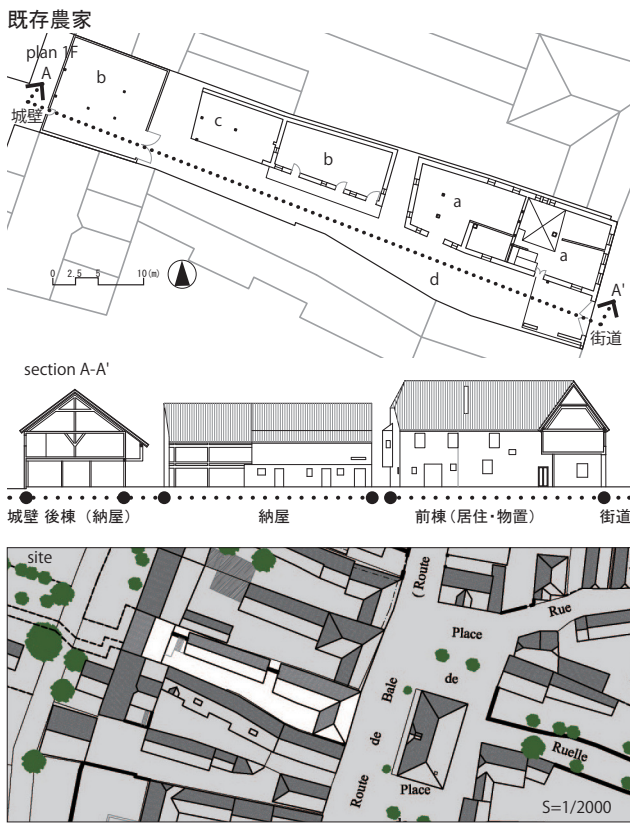 既存農家
plan 1F
A
城壁
b
c
b
a
a
d
A'
街道
0 2.5 5 10(m)
section A-A'
城壁 後棟（納屋） 納屋 前棟（居住・物置） 街道
site
(Route
Place
Rue
de
Bale
de
Route
Place
Ruelle
S=1/2000